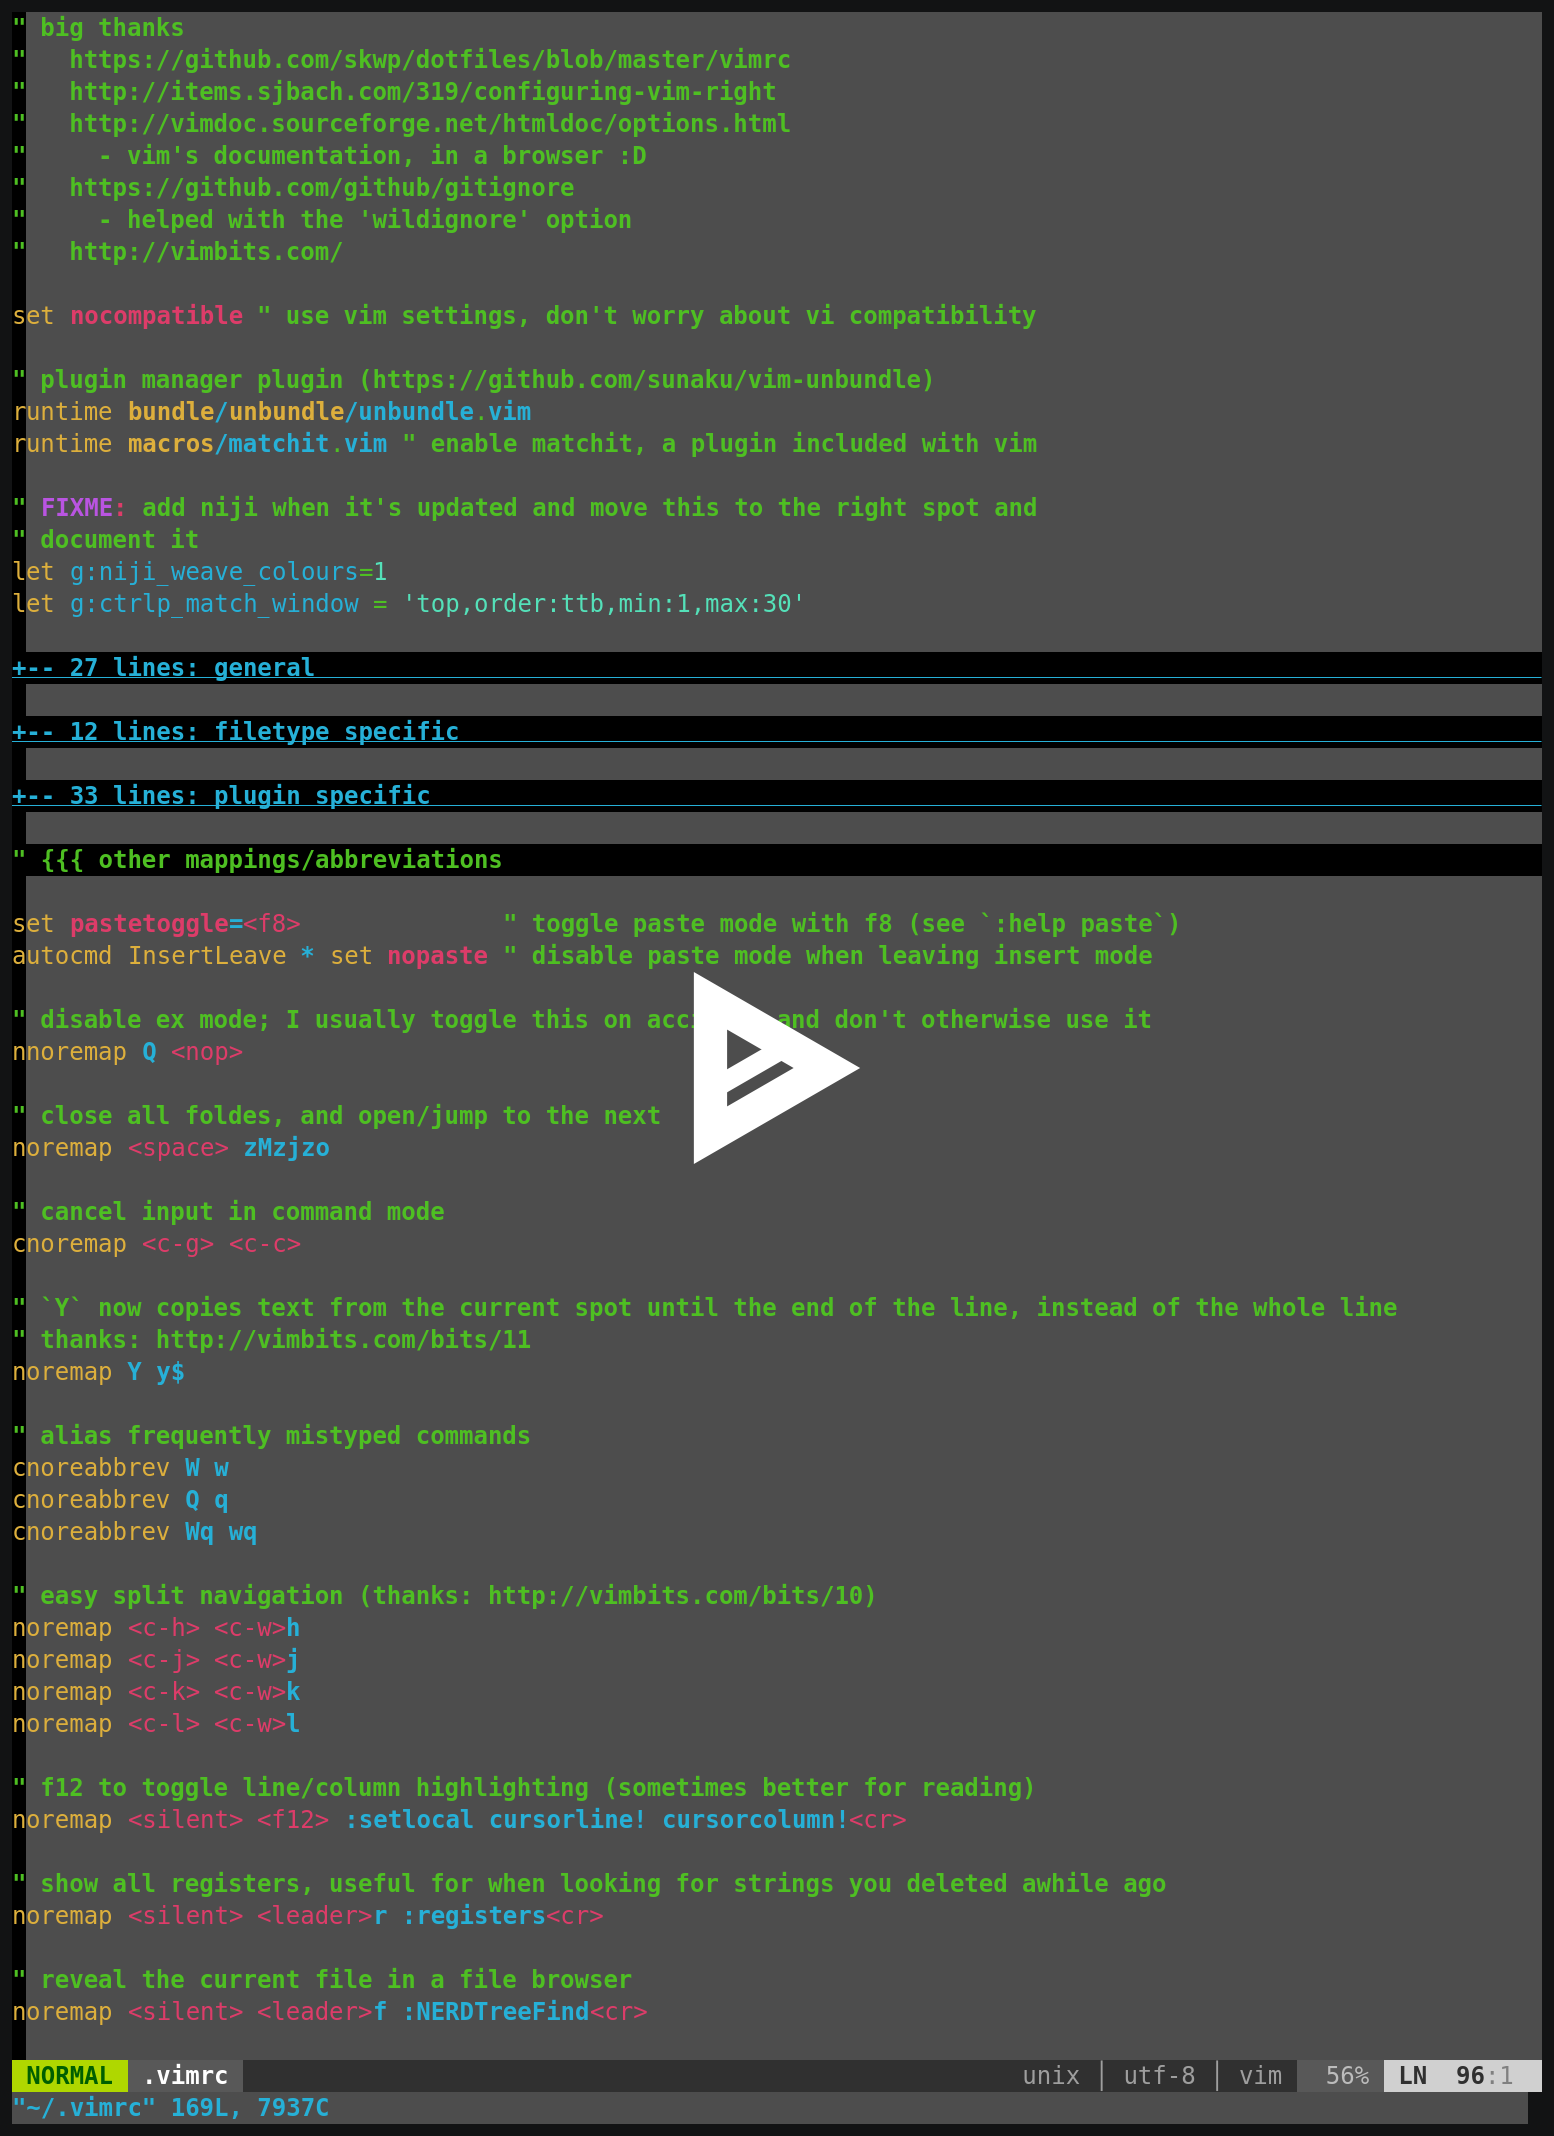 " big thanks
"   https://github.com/skwp/dotfiles/blob/master/vimrc
"   http://items.sjbach.com/319/configuring-vim-right
"   http://vimdoc.sourceforge.net/htmldoc/options.html
"     - vim's documentation, in a browser :D
"   https://github.com/github/gitignore
"     - helped with the 'wildignore' option
"   http://vimbits.com/
set nocompatible " use vim settings, don't worry about vi compatibility
" plugin manager plugin (https://github.com/sunaku/vim-unbundle)
runtime bundle/unbundle/unbundle.vim
runtime macros/matchit.vim " enable matchit, a plugin included with vim
" FIXME: add niji when it's updated and move this to the right spot and
" document it
let g:niji_weave_colours=1
let g:ctrlp_match_window = 'top,order:ttb,min:1,max:30'
+-- 27 lines: general
+-- 12 lines: filetype specific
+-- 33 lines: plugin specific
" {{{ other mappings/abbreviations
set pastetoggle=<f8>              " toggle paste mode with f8 (see `:help paste`)
autocmd InsertLeave * set nopaste " disable paste mode when leaving insert mode
" disable ex mode; I usually toggle this on and don't otherwise use it
nnoremap Q <nop>
" close all foldes, and open/jump to the next
noremap <space> zMzjzo
" cancel input in command mode
cnoremap <c-g> <c-c>
" `Y` now copies text from the current spot until the end of the line, instead of the whole line
" thanks: http://vimbits.com/bits/11
noremap Y y$
" alias frequently mistyped commands
cnoreabbrev W w
cnoreabbrev Q q
cnoreabbrev Wq wq
" easy split navigation (thanks: http://vimbits.com/bits/10)
noremap <c-h> <c-w>h
noremap <c-j> <c-w>j
noremap <c-k> <c-w>k
noremap <c-l> <c-w>l
" f12 to toggle line/column highlighting (sometimes better for reading)
noremap <silent> <f12> :setlocal cursorline! cursorcolumn!<cr>
" show all registers, useful for when looking for strings you deleted awhile ago
noremap <silent> <leader>r :registers<cr>
" reveal the current file in a file browser
noremap <silent> <leader>f :NERDTreeFind<cr>
NORMAL  .vimrc  unix │ utf-8 │ vim  56%  LN  96:1
"~/.vimrc" 169L, 7937C